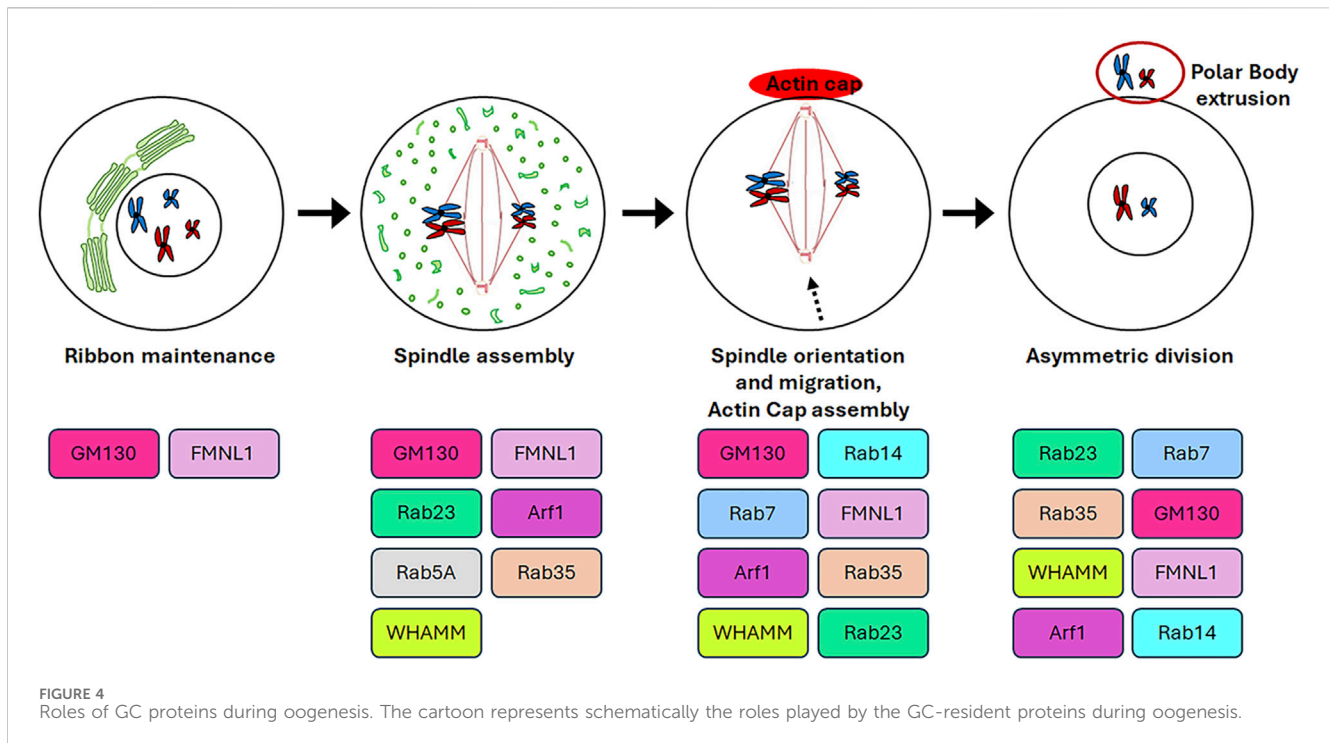 Actin cap
Polar Body
extrusion
Ribbon maintenance
Spindle assembly
Spindle orientation
and migration,
Actin Cap assembly
Asymmetric division
GM130 FMNL1
GM130 FMNL1
Rab23 Arf1
Rab5A Rab35
WHAMM
GM130 Rab14
Rab7 FMNL1
Arf1 Rab35
WHAMM Rab23
Rab23 Rab7
Rab35 GM130
WHAMM FMNL1
Arf1 Rab14
FIGURE 4
Roles of GC proteins during oogenesis. The cartoon represents schematically the roles played by the GC-resident proteins during oogenesis.